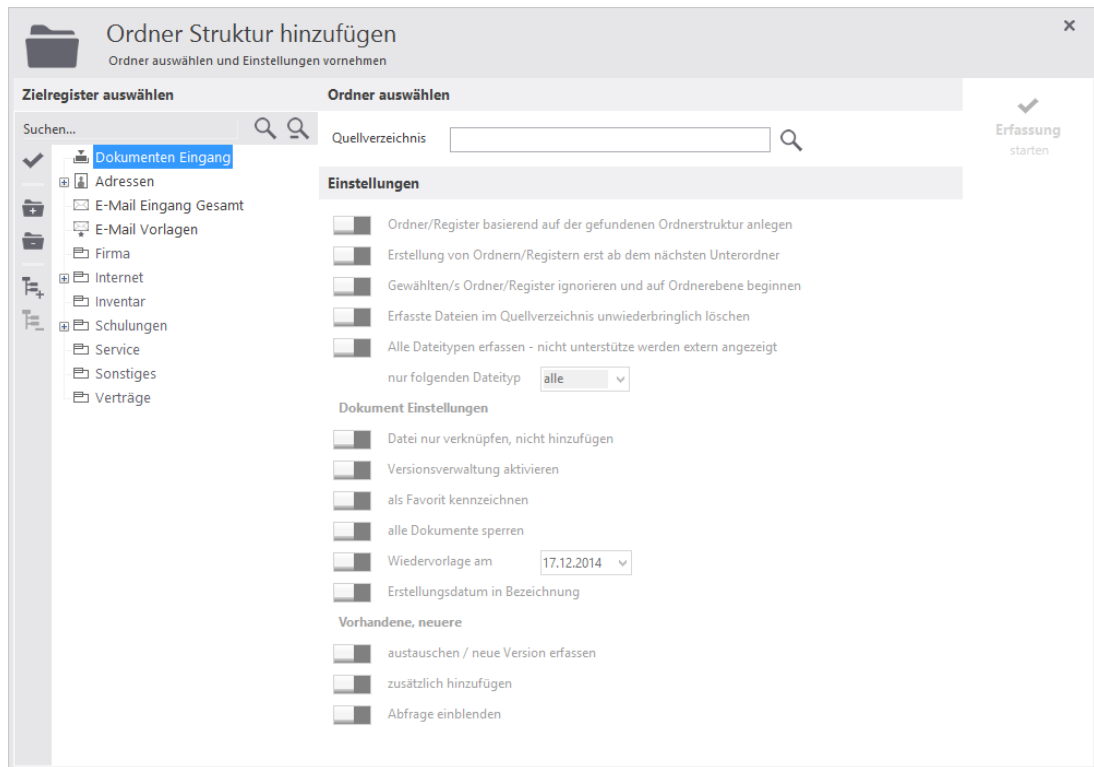 Ordner Struktur hinzufügen
Ordner auswählen und Einstellungen vornehmen
Zielregister auswählen
Suchen...
Dokumenten Eingang
Adressen
E-Mail Eingang Gesamt
E-Mail Vorlagen
Firma
Internet
Inventar
Schulungen
Service
Sonstiges
Verträge
Ordner auswählen
Quellverzeichnis
Einstellungen
Ordner/Register basierend auf der gefundenen Ordnerstruktur anlegen
Erstellung von Ordnern/Registern erst ab dem nächsten Unterordner
Gewählten/s Ordner/Register ignorieren und auf Ordnerebene beginnen
Erfasste Dateien im Quellverzeichnis unwiederbringlich löschen
Alle Dateitypen erfassen - nicht unterstütze werden extern angezeigt
nur folgenden Dateityp alle
Dokument Einstellungen
Datei nur verknüpfen, nicht hinzufügen
Versionsverwaltung aktivieren
als Favorit kennzeichnen
alle Dokumente sperren
Wiedervorlage am 17.12.2014
Erstellungsdatum in Bezeichnung
Vorhandene, neuere
austauschen / neue Version erfassen
zusätzlich hinzufügen
Abfrage einblenden
Erfassung
starten